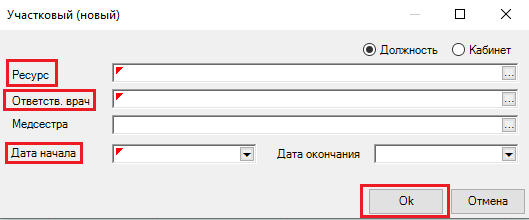 Участковый (новый)
Должность Кабинет
Ресурс
...
Ответств. врач
...
Медсестра
...
Дата начала Дата окончания
Ok Отмена